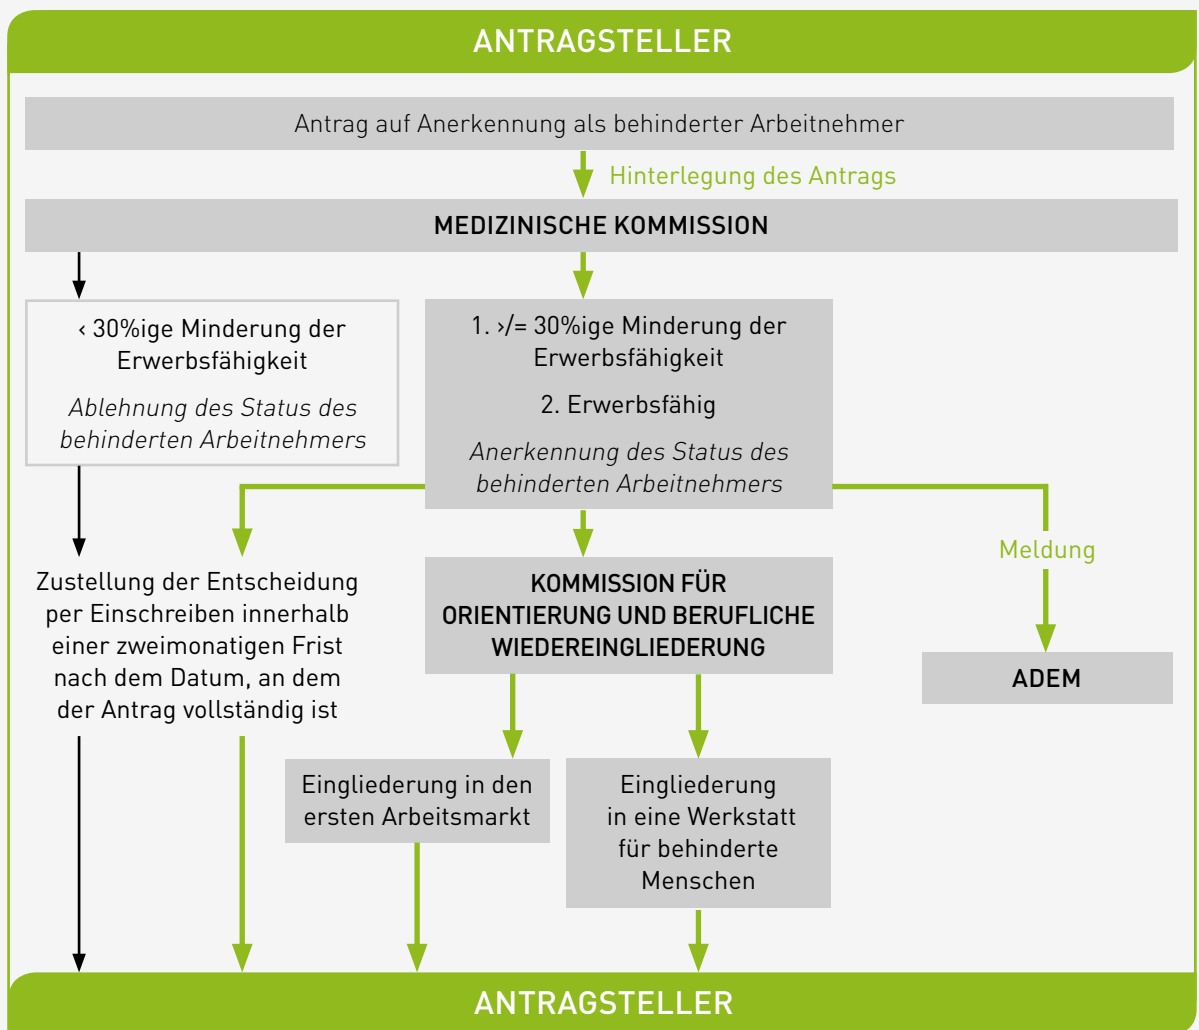 ANTRAGSTELLER
Antrag auf Anerkennung als behinderter Arbeitnehmer
Hinterlegung des Antrags
MEDIZINISCHE KOMMISSION
‹ 30%ige Minderung der
Erwerbsfähigkeit
Ablehnung des Status des
behinderten Arbeitnehmers
1. ›/= 30%ige Minderung der
Erwerbsfähigkeit
2. Erwerbsfähig
Anerkennung des Status des
behinderten Arbeitnehmers
Zustellung der Entscheidung
per Einschreiben innerhalb
einer zweimonatigen Frist
nach dem Datum, an dem
der Antrag vollständig ist
KOMMISSION FÜR
ORIENTIERUNG UND BERUFLICHE
WIEDEREINGLIEDERUNG
Meldung
ADEM
Eingliederung in den
ersten Arbeitsmarkt
Eingliederung
in eine Werkstatt
für behinderte
Menschen
ANTRAGSTELLER